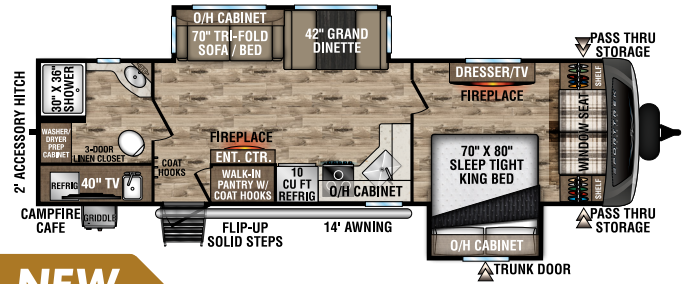 O/H CABINET
70" TRI-FOLD
SOFA / BED
42" GRAND
DINETTE
PASS THRU
STORAGE
30" X 36"
SHOWER
DRESSER/TV
FIREPLACE
SHELF
WINDOW SEAT
SPORTTREK
2' ACCESSORY HITCH
WASHER/
DRYER
PREP
CABINET
3-DOOR
LINEN CLOSET
COAT
HOOKS
FIREPLACE
ENT. CTR.
WALK-IN
PANTRY W/
COAT HOOKS
10
CU FT
REFRIG
O/H CABINET
70" X 80"
SLEEP TIGHT
KING BED
SHELF
REFRIG
40" TV
CAMPFIRE
CAFE
GRIDDLE
FLIP-UP
SOLID STEPS
14' AWNING
O/H CABINET
PASS THRU
STORAGE
TRUNK DOOR
NEW